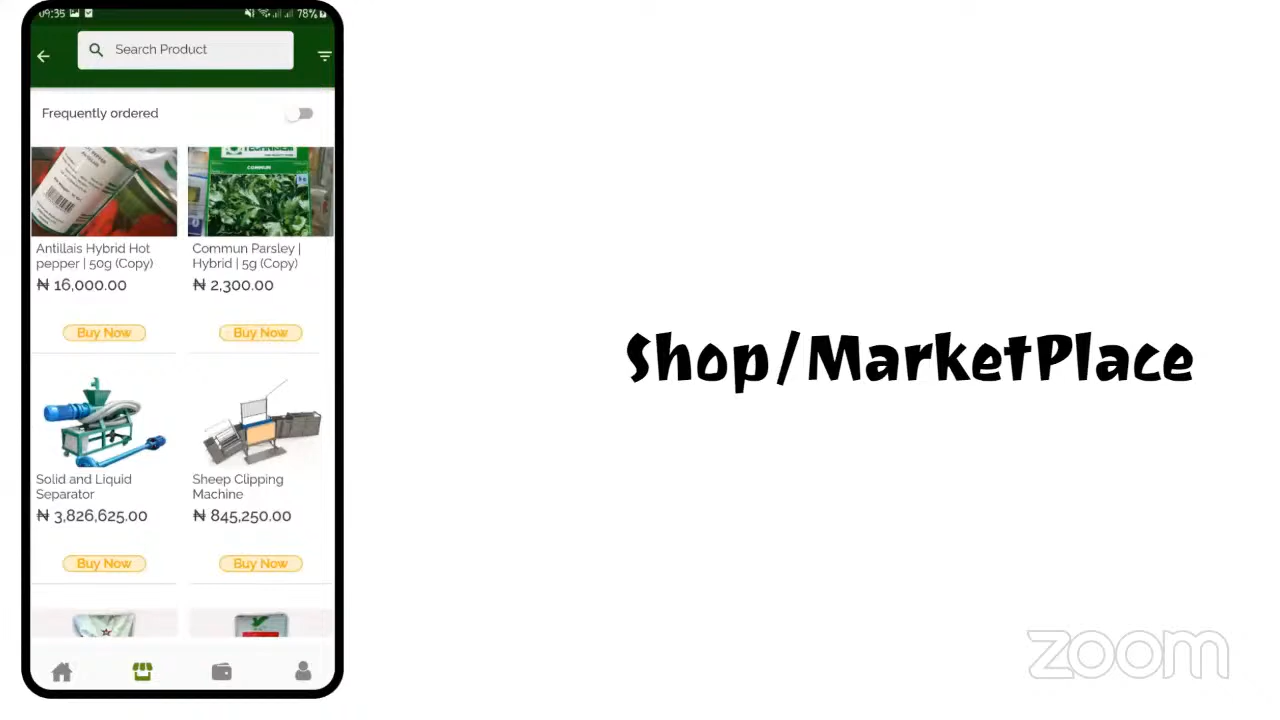 09:35
78%
Search Product
Frequently ordered
TECHNISEM
COMMUN
Antillais Hybrid Hot
pepper | 50g (Copy)
₦ 16,000.00
Buy Now
Commun Parsley |
Hybrid | 5g (Copy)
₦ 2,300.00
Buy Now
Solid and Liquid
Separator
₦ 3,826,625.00
Buy Now
Sheep Clipping
Machine
₦ 845,250.00
Buy Now
Shop/MarketPlace
zoom